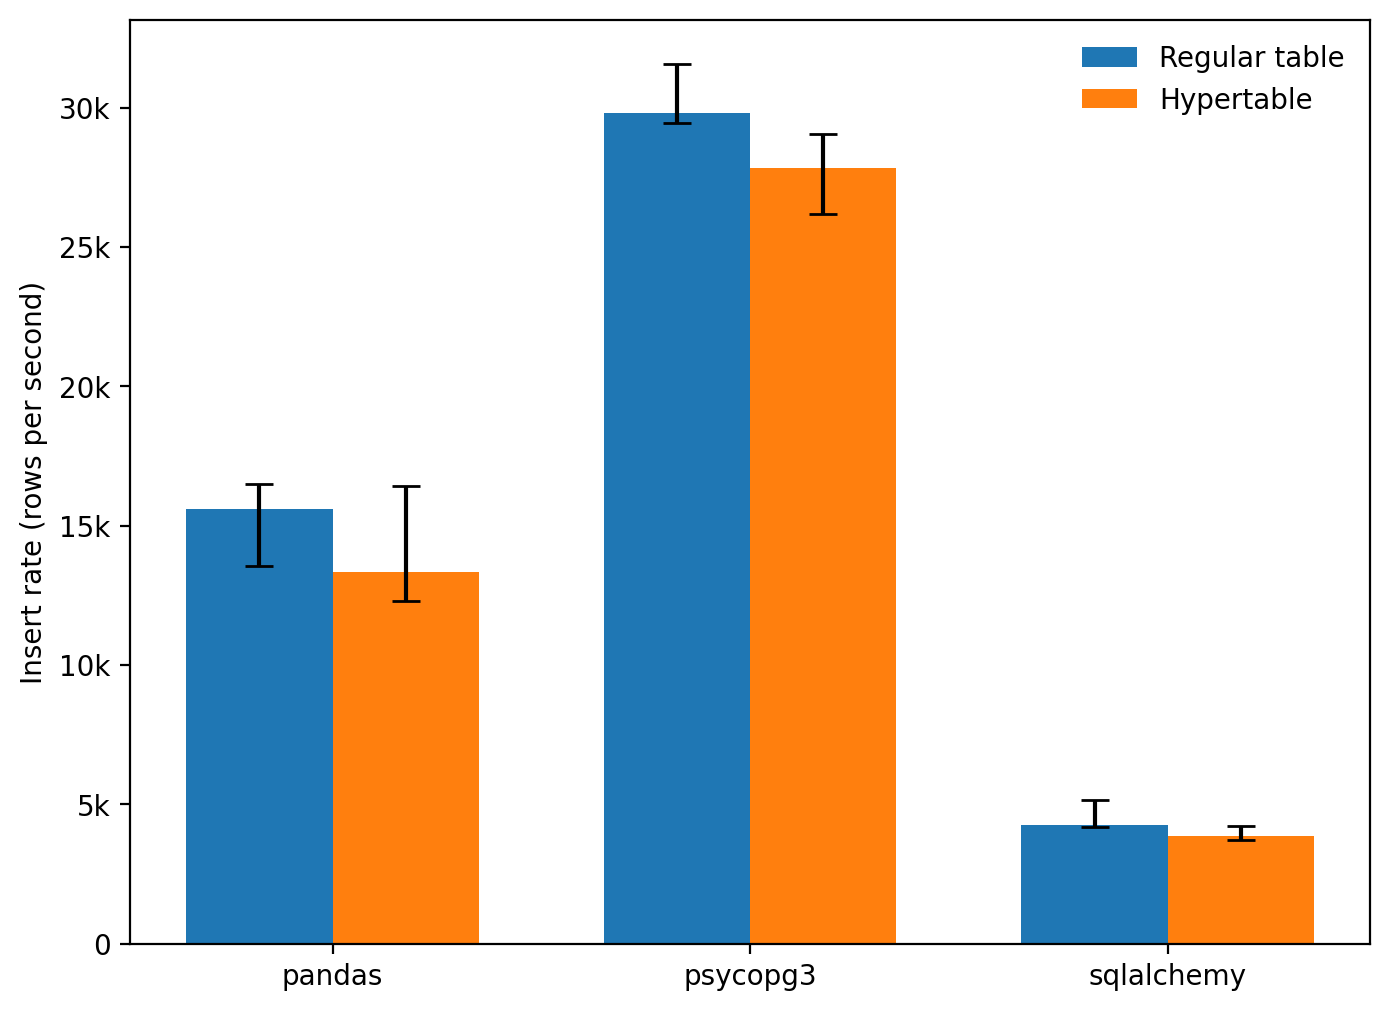 Regular table
Hypertable
Insert rate (rows per second)
30k
25k
20k
15k
10k
5k
0
pandas
psycopg3
sqlalchemy